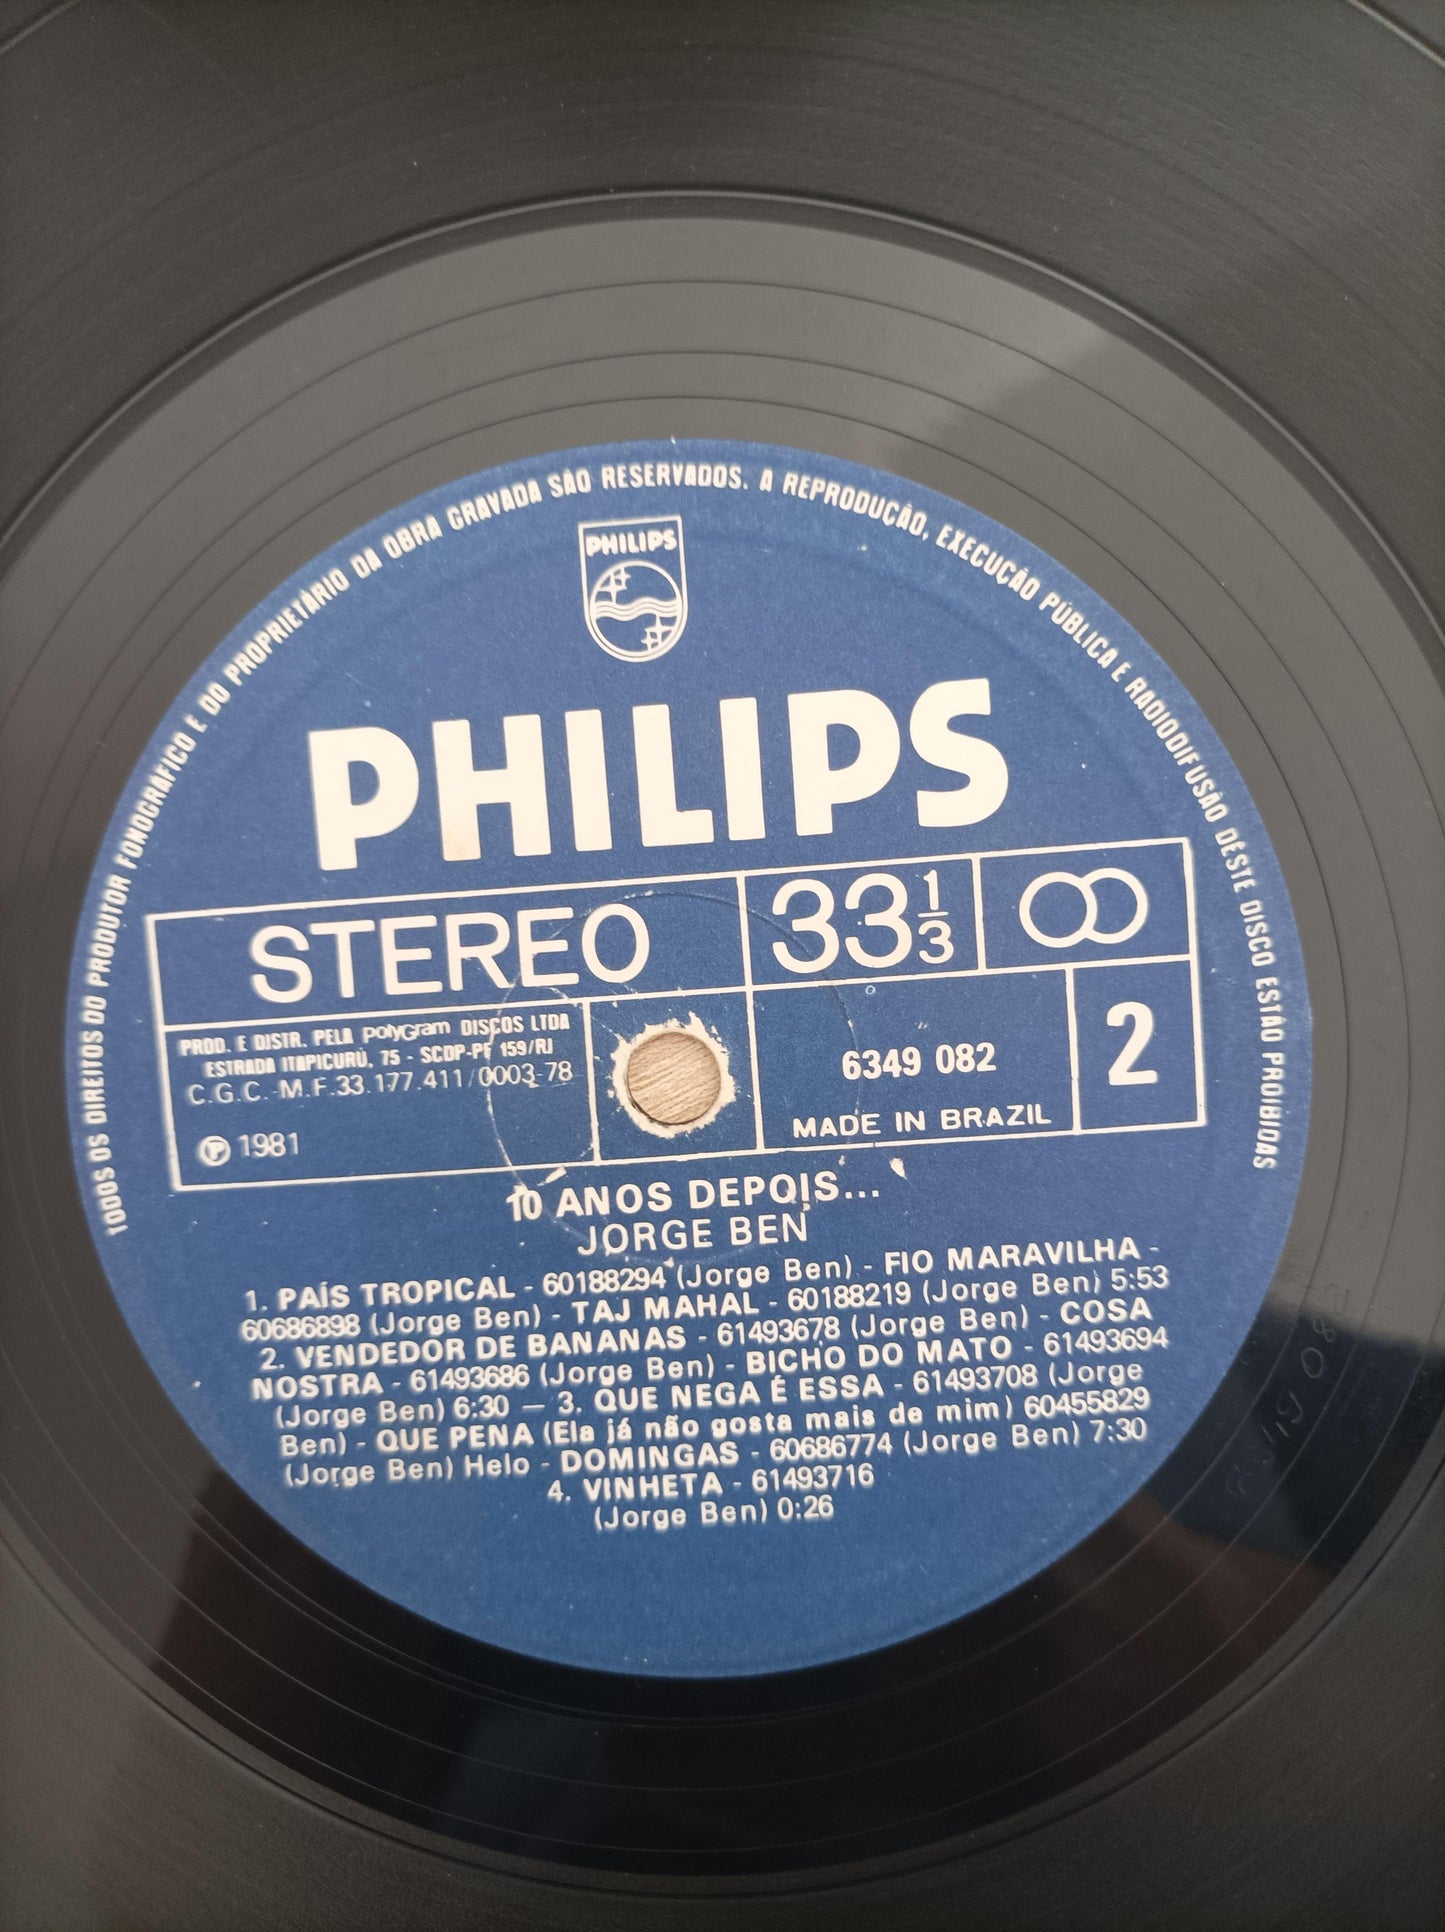 TODOS OS DIREITOS DO PRODUTOR FONOGRÁFICO E DO PROPRIETÁRIO DA OBRA GRAVADA SÃO RESERVADOS. A REPRODUÇÃO, EXECUÇÃO PÚBLICA E RADIODIFUSÃO DESTE DISCO ESTÃO PROIBIDAS
PHILIPS
PHILIPS
STEREO
33 1/3
PROD. E DISTR. PELA PolyGram DISCOS LTDA
ESTRADA ITAPICURÚ, 75 - SCDP-PF 159/RJ
C.G.C.-M.F.33.177.411/0003-78
℗ 1981
6349 082
MADE IN BRAZIL
2
10 ANOS DEPOIS...
JORGE BEN
1. PAÍS TROPICAL - 60188294 (Jorge Ben) - FIO MARAVILHA -
60686898 (Jorge Ben) - TAJ MAHAL - 60188219 (Jorge Ben) 5:53
2. VENDEDOR DE BANANAS - 61493678 (Jorge Ben) - COSA
NOSTRA - 61493686 (Jorge Ben) - BICHO DO MATO - 61493694
(Jorge Ben) 6:30 — 3. QUE NEGA É ESSA - 61493708 (Jorge
Ben) - QUE PENA (Ela já não gosta mais de mim) 60455829
(Jorge Ben) Helo - DOMINGAS - 60686774 (Jorge Ben) 7:30
4. VINHETA - 61493716
(Jorge Ben) 0:26